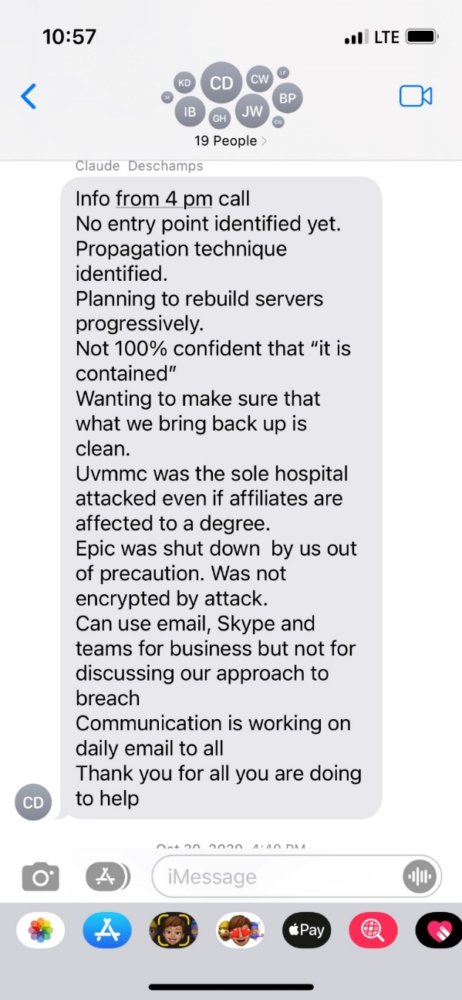 10:57
LTE
KD
CD
CW
LF
M
IB
GH
JW
BP
CN
19 People
Claude Deschamps
Info from 4 pm call
No entry point identified yet.
Propagation technique
identified.
Planning to rebuild servers
progressively.
Not 100% confident that “it is
contained”
Wanting to make sure that
what we bring back up is
clean.
Uvmmc was the sole hospital
attacked even if affiliates are
affected to a degree.
Epic was shut down  by us out
of precaution. Was not
encrypted by attack.
Can use email, Skype and
teams for business but not for
discussing our approach to
breach
Communication is working on
daily email to all
Thank you for all you are doing
to help
CD
Oct 30, 2020 4:49 PM
iMessage
Pay